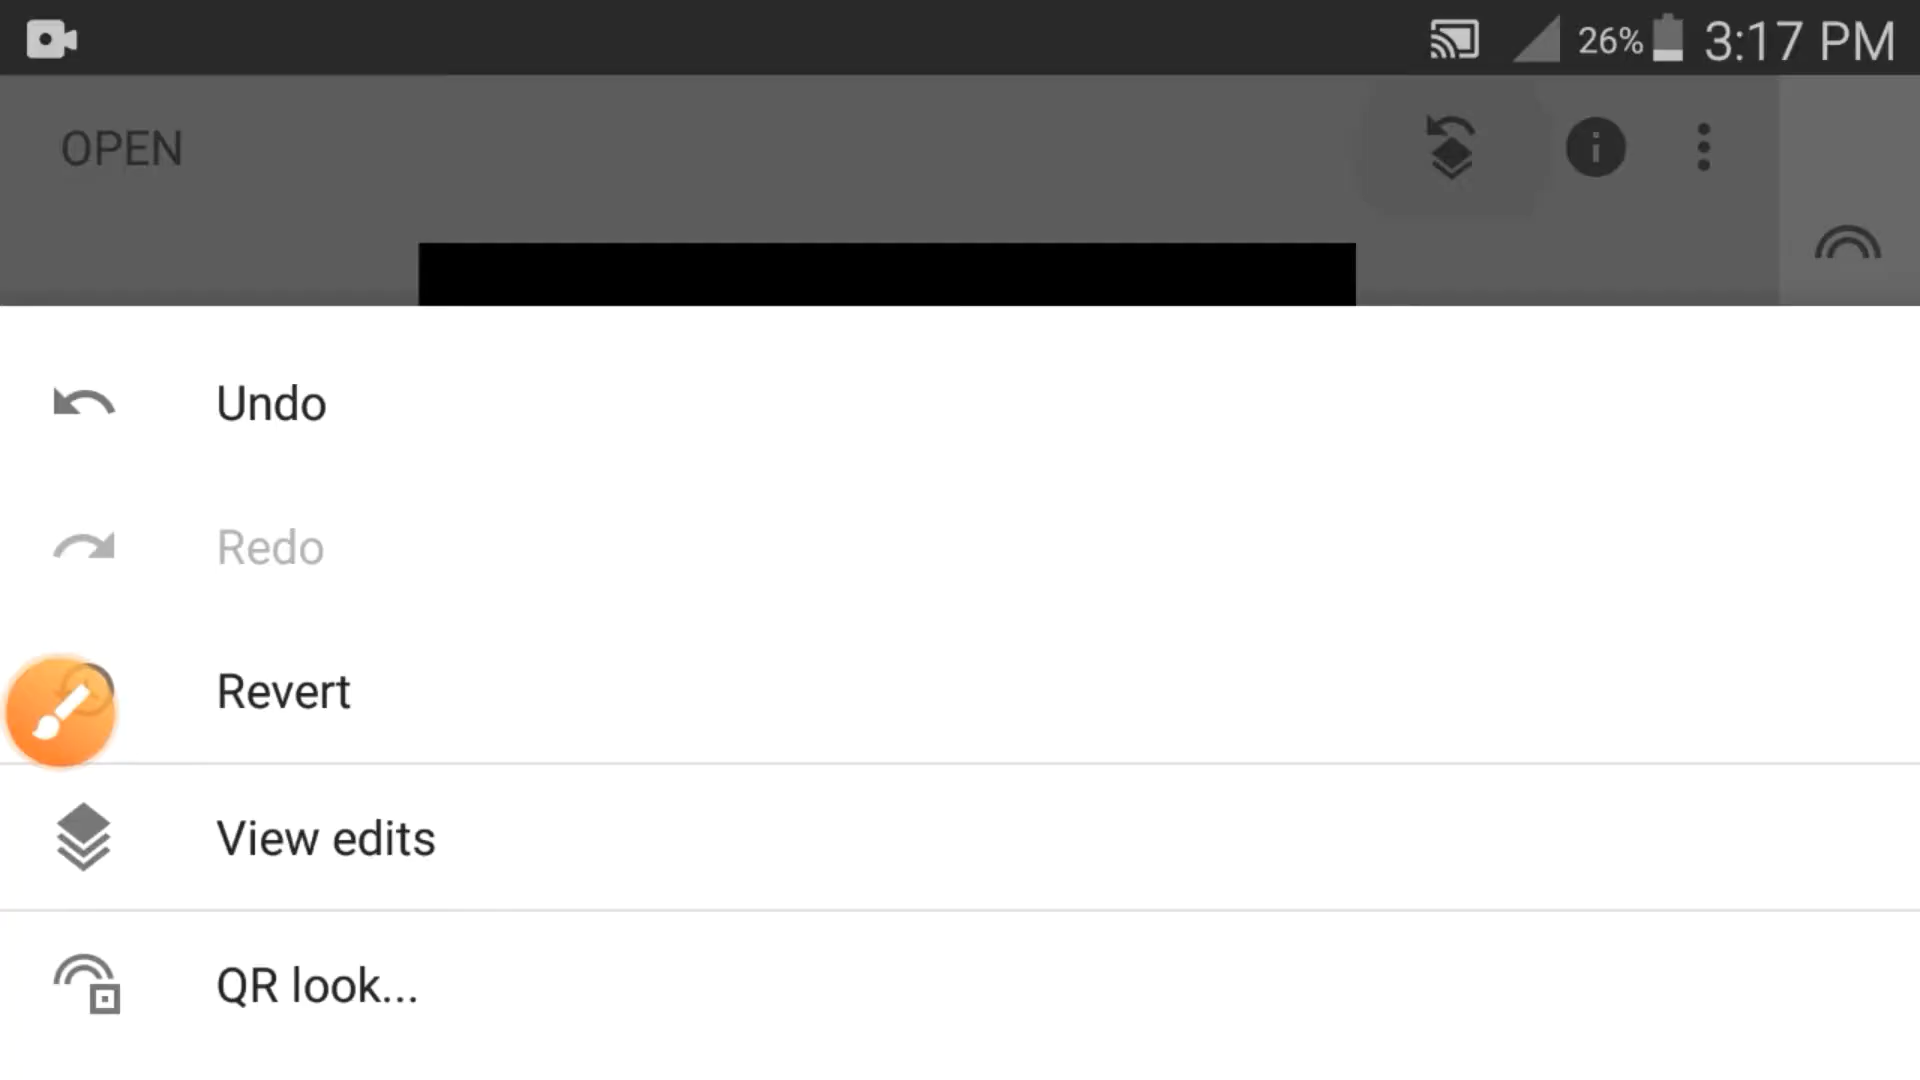 26% 3:17 PM
OPEN
Undo
Redo
Revert
View edits
QR look...